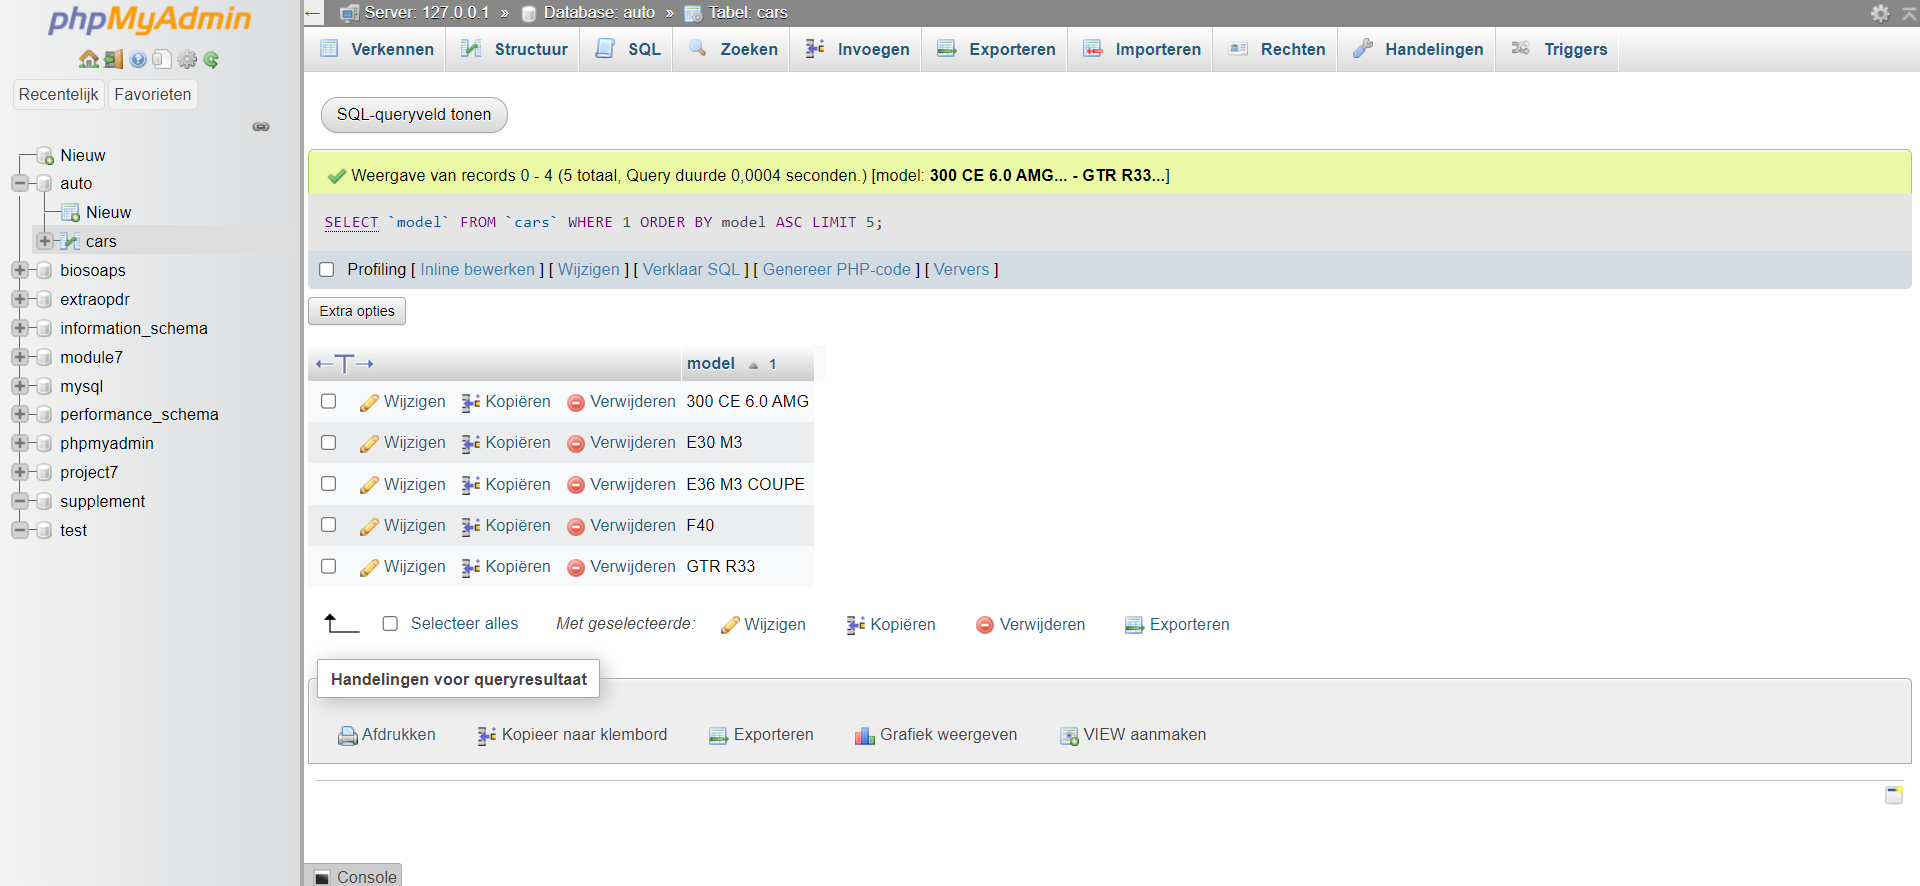 phpMyAdmin
Recentelijk Favorieten
Nieuw
auto
Nieuw
cars
biosoaps
extraopdr
information_schema
module7
mysql
performance_schema
phpmyadmin
project7
supplement
test
Server: 127.0.0.1 » Database: auto » Tabel: cars
Verkennen Structuur SQL Zoeken Invoegen Exporteren Importeren Rechten Handelingen Triggers
SQL-queryveld tonen
Weergave van records 0 - 4 (5 totaal, Query duurde 0,0004 seconden.) [model: 300 CE 6.0 AMG... - GTR R33...]
SELECT `model` FROM `cars` WHERE 1 ORDER BY model ASC LIMIT 5;
Profiling [ Inline bewerken ] [ Wijzigen ] [ Verklaar SQL ] [ Genereer PHP-code ] [ Ververs ]
Extra opties
←T→ model 1
Wijzigen Kopiëren Verwijderen 300 CE 6.0 AMG
Wijzigen Kopiëren Verwijderen E30 M3
Wijzigen Kopiëren Verwijderen E36 M3 COUPE
Wijzigen Kopiëren Verwijderen F40
Wijzigen Kopiëren Verwijderen GTR R33
Selecteer alles Met geselecteerde: Wijzigen Kopiëren Verwijderen Exporteren
Handelingen voor queryresultaat
Afdrukken Kopieer naar klembord Exporteren Grafiek weergeven VIEW aanmaken
Console